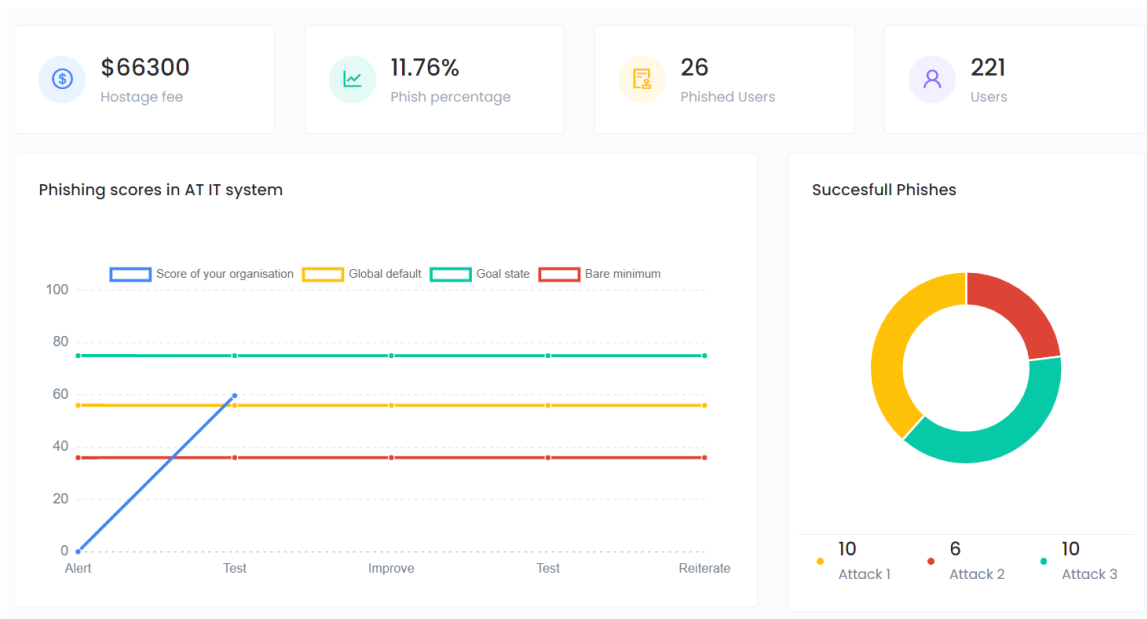 $66300
Hostage fee
11.76%
Phish percentage
26
Phished Users
221
Users
Phishing scores in AT IT system
Score of your organisation Global default Goal state Bare minimum
100
80
60
40
20
0
Alert Test Improve Test Reiterate
Succesfull Phishes
10
Attack 1
6
Attack 2
10
Attack 3